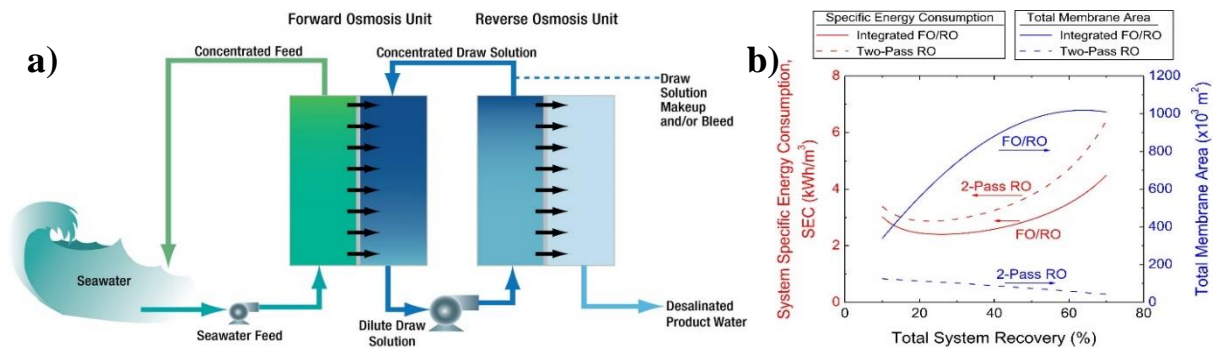 a)
Forward Osmosis Unit
Reverse Osmosis Unit
Concentrated Feed
Concentrated Draw Solution
Draw
Solution
Makeup
and/or Bleed
Seawater
Seawater Feed
Dilute Draw
Solution
Desalinated
Product Water
b)
Specific Energy Consumption
Integrated FO/RO
Two-Pass RO
Total Membrane Area
Integrated FO/RO
Two-Pass RO
System Specific Energy Consumption,
SEC (kWh/m³)
8
6
4
2
0
FO/RO
2-Pass RO
FO/RO
2-Pass RO
1200
1000
800
600
400
200
0
Total Membrane Area (x10³ m²)
0 20 40 60 80
Total System Recovery (%)